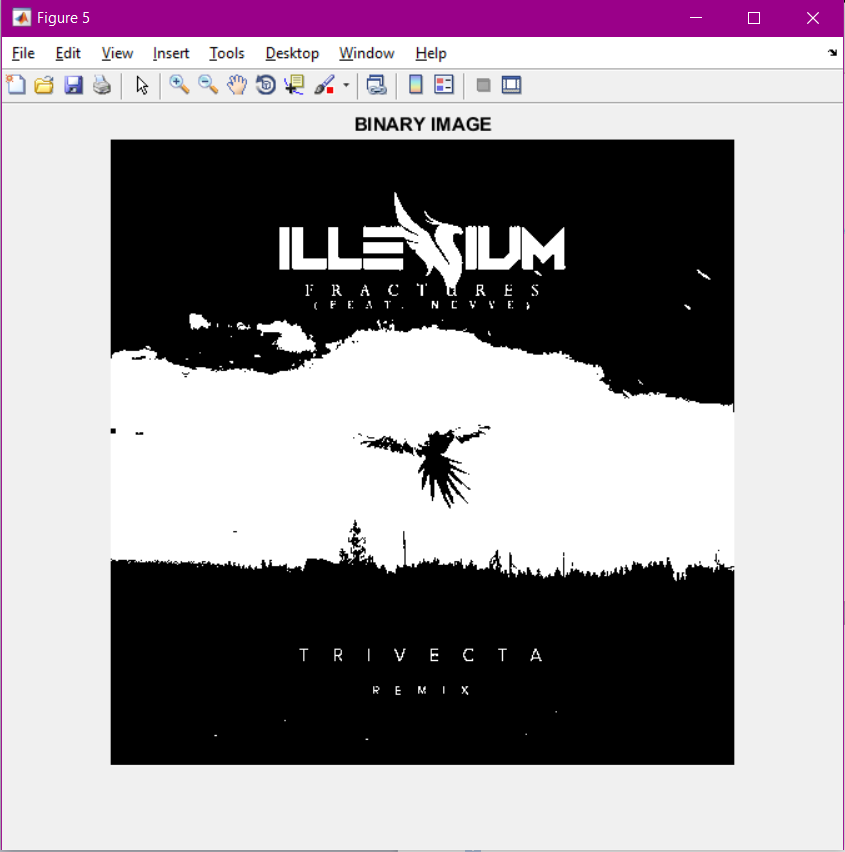 Figure 5
File Edit View Insert Tools Desktop Window Help
BINARY IMAGE
ILLENIUM
FRACTURES
(FEAT. NEVVE)
TRIVECTA
REMIX